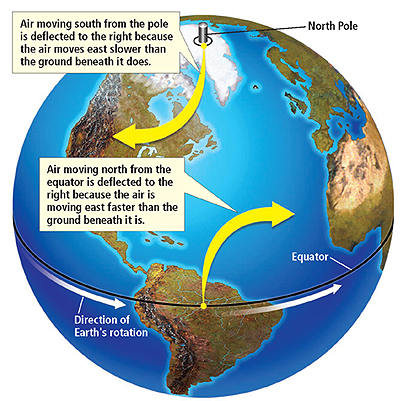 Air moving south from the pole
is deflected to the right because
the air moves east slower than
the ground beneath it does.
North Pole
Air moving north from the
equator is deflected to the
right because the air is
moving east faster than the
ground beneath it is.
Equator
Direction of
Earth's rotation